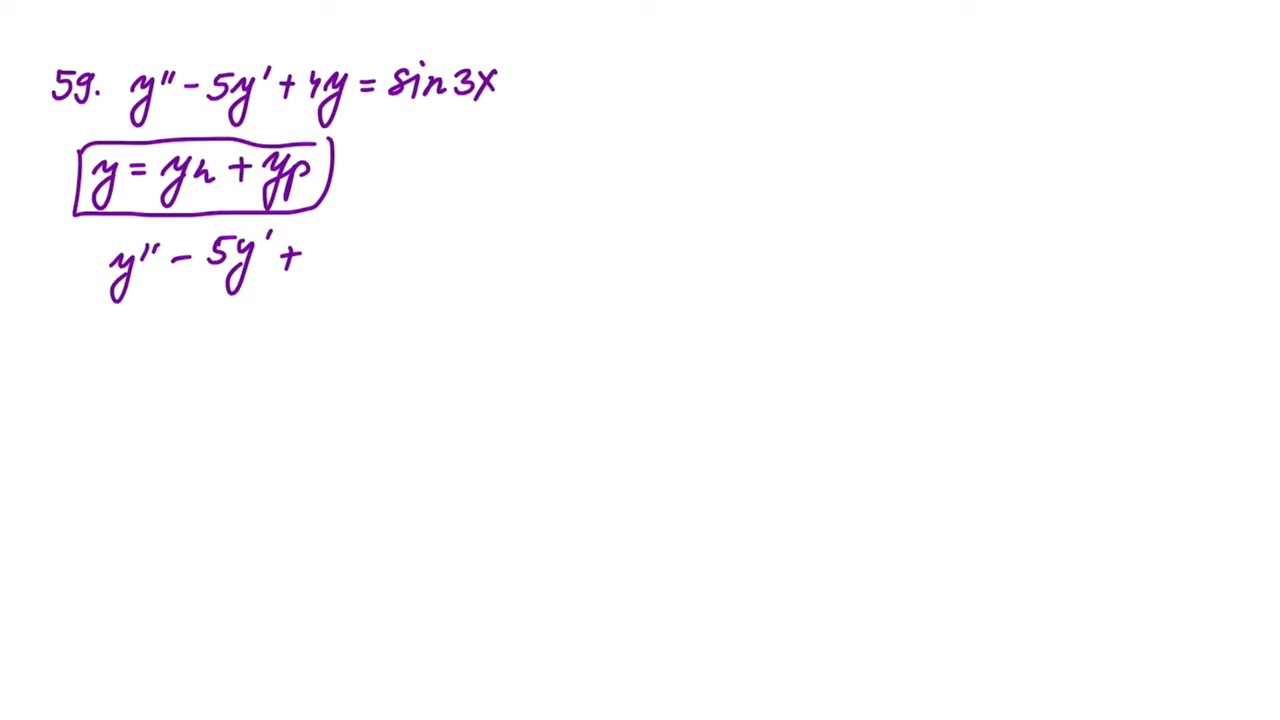 59. y'' - 5y' + 4y = sin 3x
y = yh + yp
y'' - 5y' +